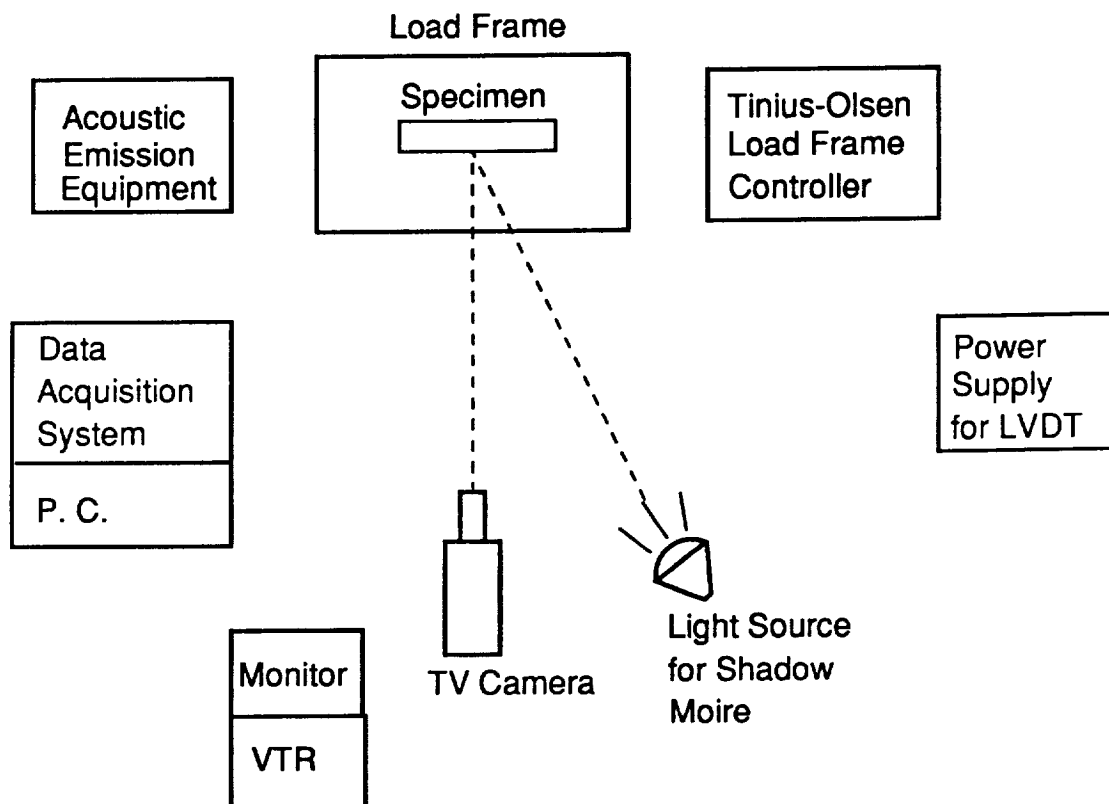 Load Frame
Acoustic
Emission
Equipment
Specimen
Tinius-Olsen
Load Frame
Controller
Data
Acquisition
System
P. C.
Power
Supply
for LVDT
Light Source
for Shadow
Moire
TV Camera
Monitor
VTR